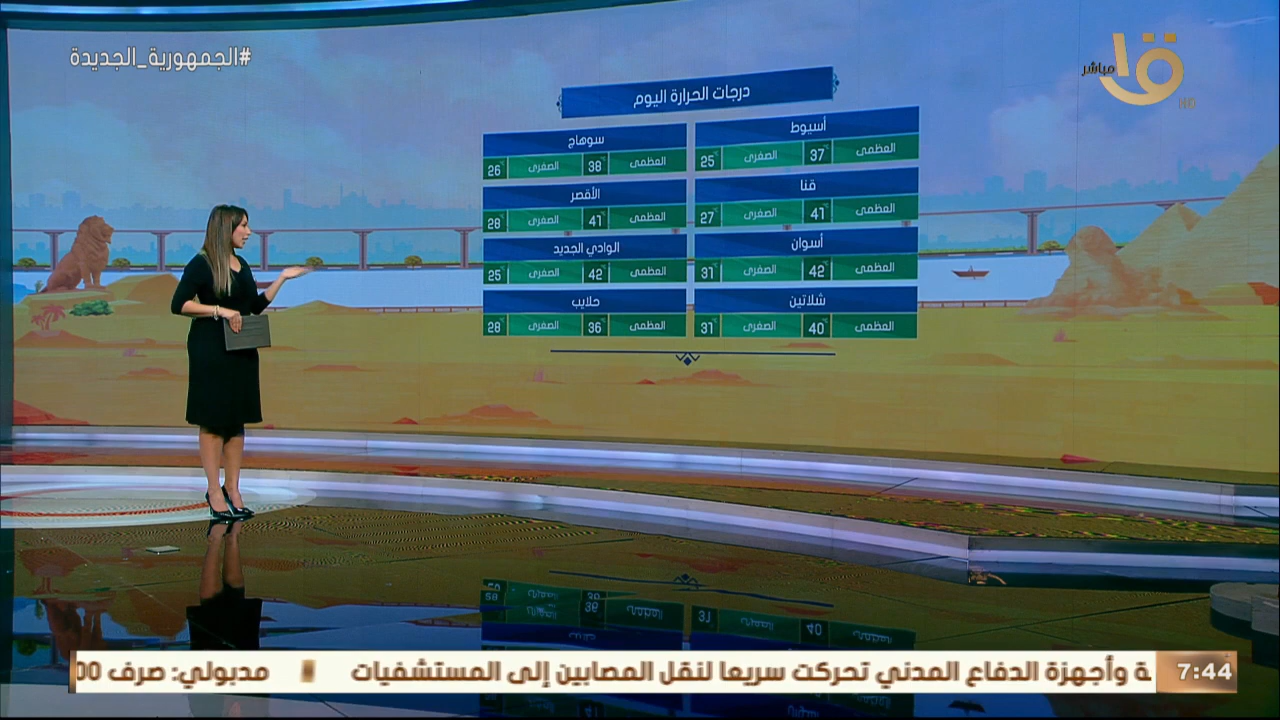 #الجمهورية_الجديدة
مباشر
HD
درجات الحرارة اليوم
أسيوط
العظمى 37° الصغرى 25°
سوهاج
العظمى 38° الصغرى 26°
قنا
العظمى 41° الصغرى 27°
الأقصر
العظمى 41° الصغرى 28°
أسوان
العظمى 42° الصغرى 31°
الوادي الجديد
العظمى 42° الصغرى 25°
شلاتين
العظمى 40° الصغرى 31°
حلايب
العظمى 36° الصغرى 28°
7:44
ة وأجهزة الدفاع المدني تحركت سريعا لنقل المصابين إلى المستشفيات
مدبولي: صرف 00